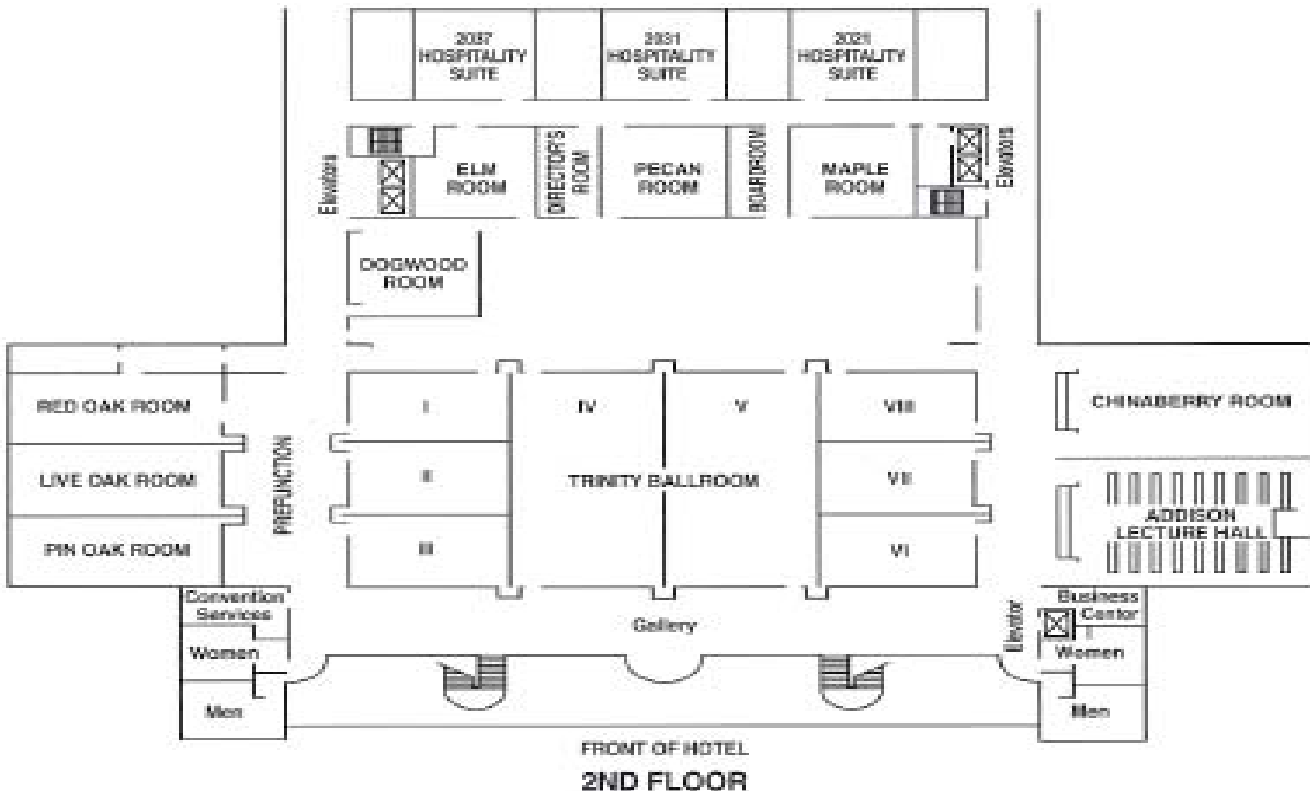 2037
HOSPITALITY
SUITE
2031
HOSPITALITY
SUITE
2021
HOSPITALITY
SUITE
Elevators
ELM
ROOM
DIRECTOR'S
ROOM
PECAN
ROOM
BOARDROOM
MAPLE
ROOM
Elevators
DOGWOOD
ROOM
RED OAK ROOM
I
IV
V
VIII
CHINABERRY ROOM
LIVE OAK ROOM
PREFUNCTION
II
TRINITY BALLROOM
VII
PIN OAK ROOM
III
VI
ADDISON
LECTURE HALL
Convention
Services
Gallery
Elevator
Business
Center
Women
Women
Men
Men
FRONT OF HOTEL
2ND FLOOR